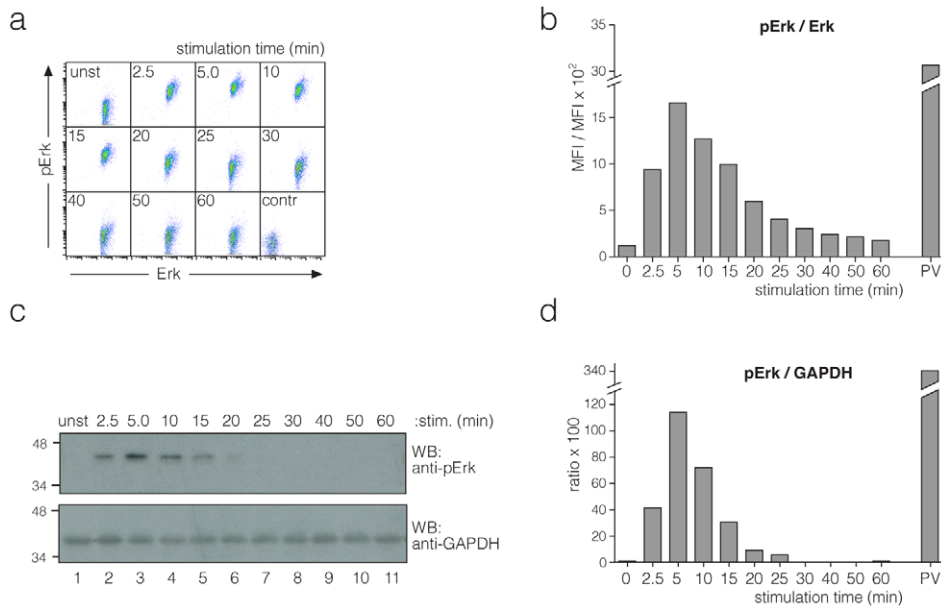 a
stimulation time (min)
unst 2.5 5.0 10
15 20 25 30
40 50 60 contr
pErk
Erk
b
pErk / Erk
MFI / MFI x 10²
35
30
15
10
5
0
0 2.5 5 10 15 20 25 30 40 50 60 PV
stimulation time (min)
c
unst 2.5 5.0 10 15 20 25 30 40 50 60 :stim. (min)
48
34
WB:
anti-pErk
48
34
WB:
anti-GAPDH
1 2 3 4 5 6 7 8 9 10 11
d
pErk / GAPDH
ratio x 100
340
120
100
80
60
40
20
0
0 2.5 5 10 15 20 25 30 40 50 60 PV
stimulation time (min)